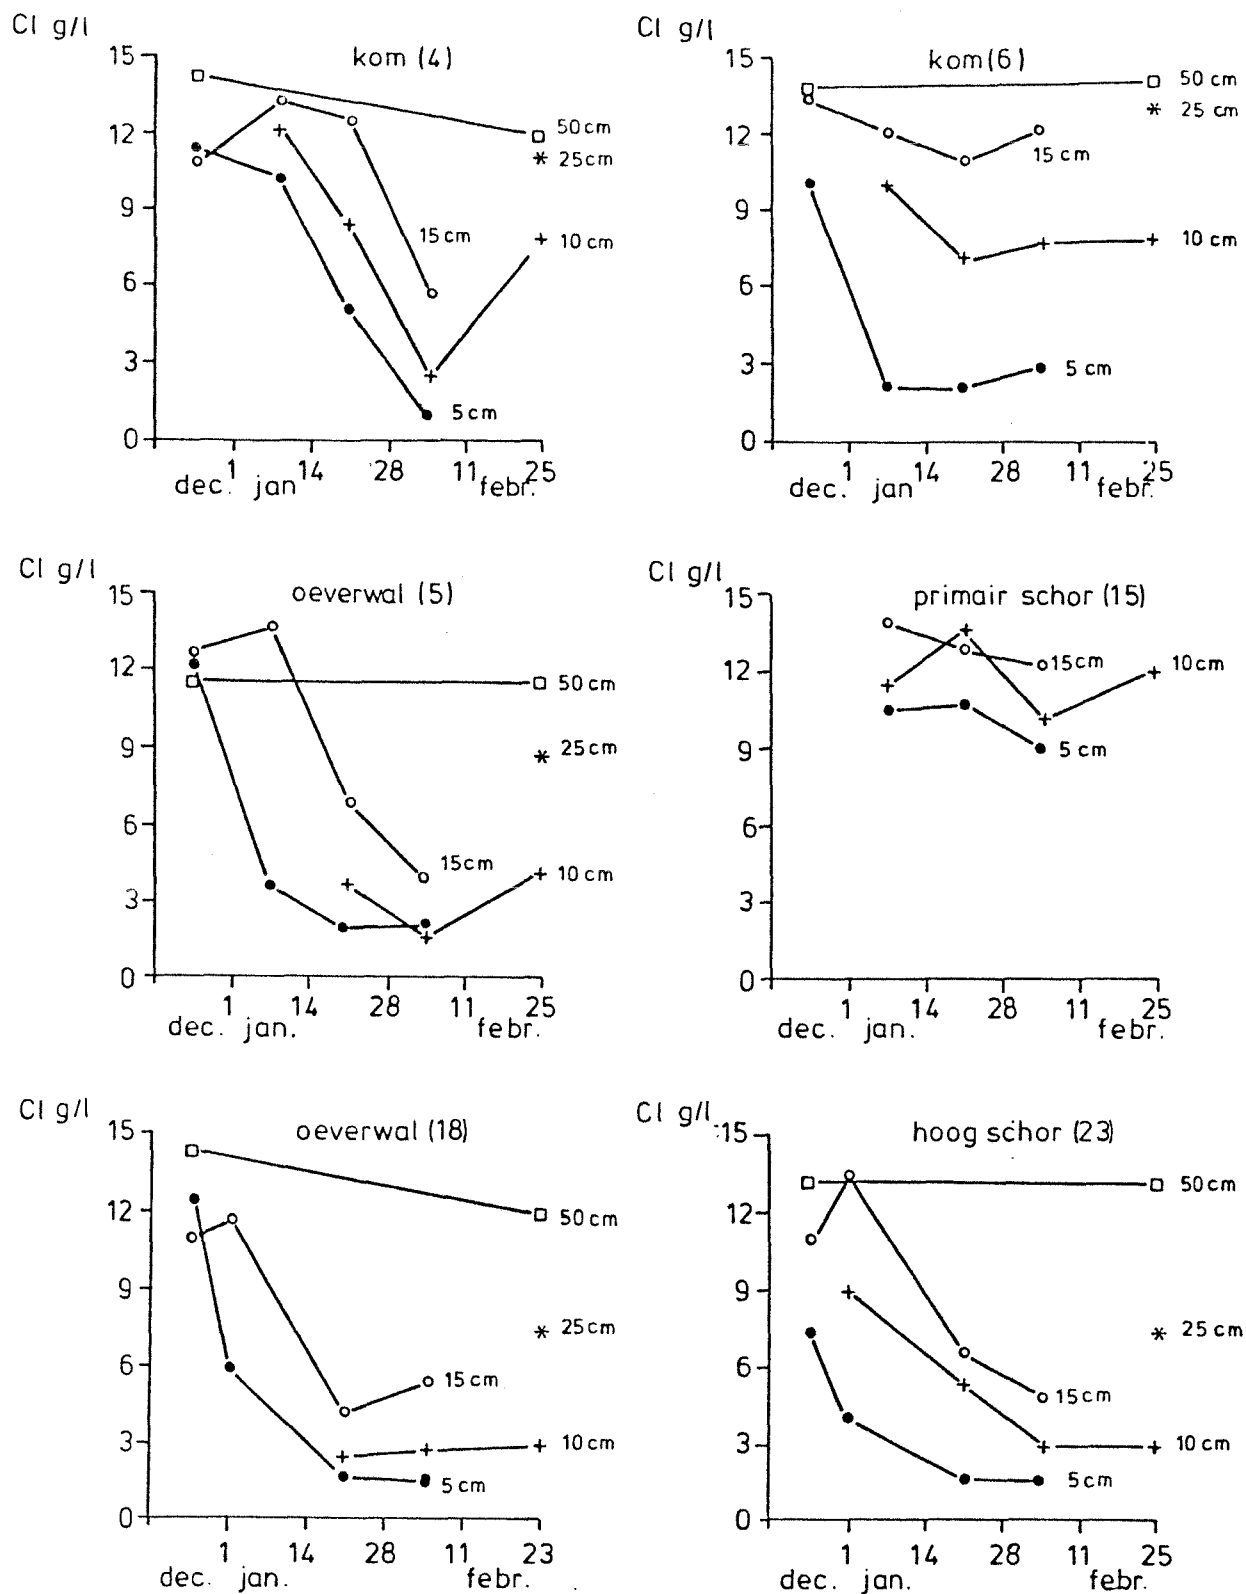 Cl g/l
kom (4)
15
12
9
6
3
0
50 cm
25 cm
15 cm
10 cm
5 cm
1 14 28 11 25
dec. jan febr.
Cl g/l
kom (6)
15
12
9
6
3
0
50 cm
25 cm
15 cm
10 cm
5 cm
1 14 28 11 25
dec. jan febr.
Cl g/l
oeverwal (5)
15
12
9
6
3
0
50 cm
25 cm
15 cm
10 cm
1 14 28 11 25
dec. jan. febr.
Cl g/l
primair schor (15)
15
12
9
6
3
0
15 cm
10 cm
5 cm
1 14 28 11 25
dec. jan. febr.
Cl g/l
oeverwal (18)
15
12
9
6
3
0
50 cm
25 cm
15 cm
10 cm
5 cm
1 14 28 11 23
dec. jan. febr.
Cl g/l
hoog schor (23)
15
12
9
6
3
0
50 cm
25 cm
15 cm
10 cm
5 cm
1 14 28 11 25
dec. jan. febr.